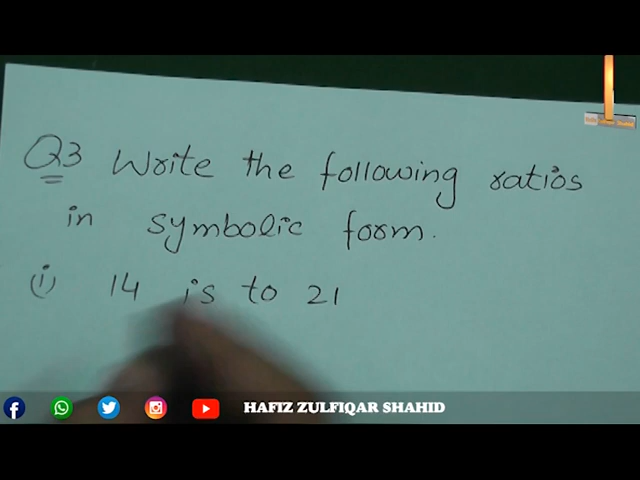 Q3 Write the following ratios
in symbolic form.
(i) 14 is to 21
HAFIZ ZULFIQAR SHAHID